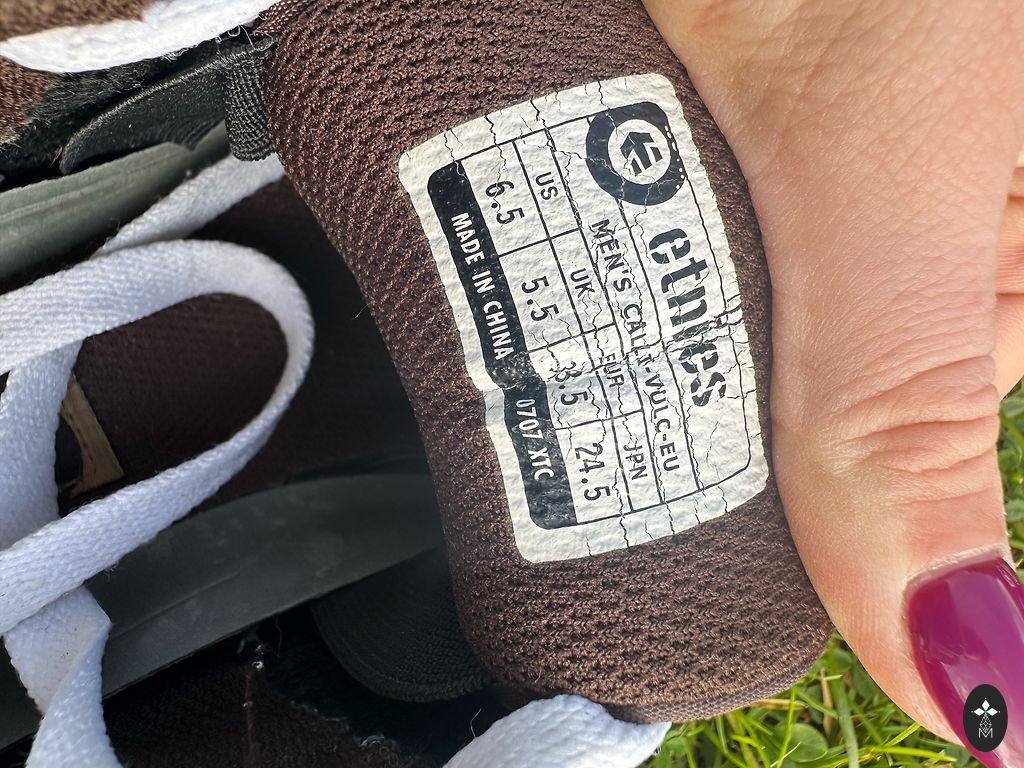 etnies
MEN'S CALI-VULC-EU
US UK EUR JPN
6.5 5.5 24.5
MADE IN CHINA 0707 XTC
M